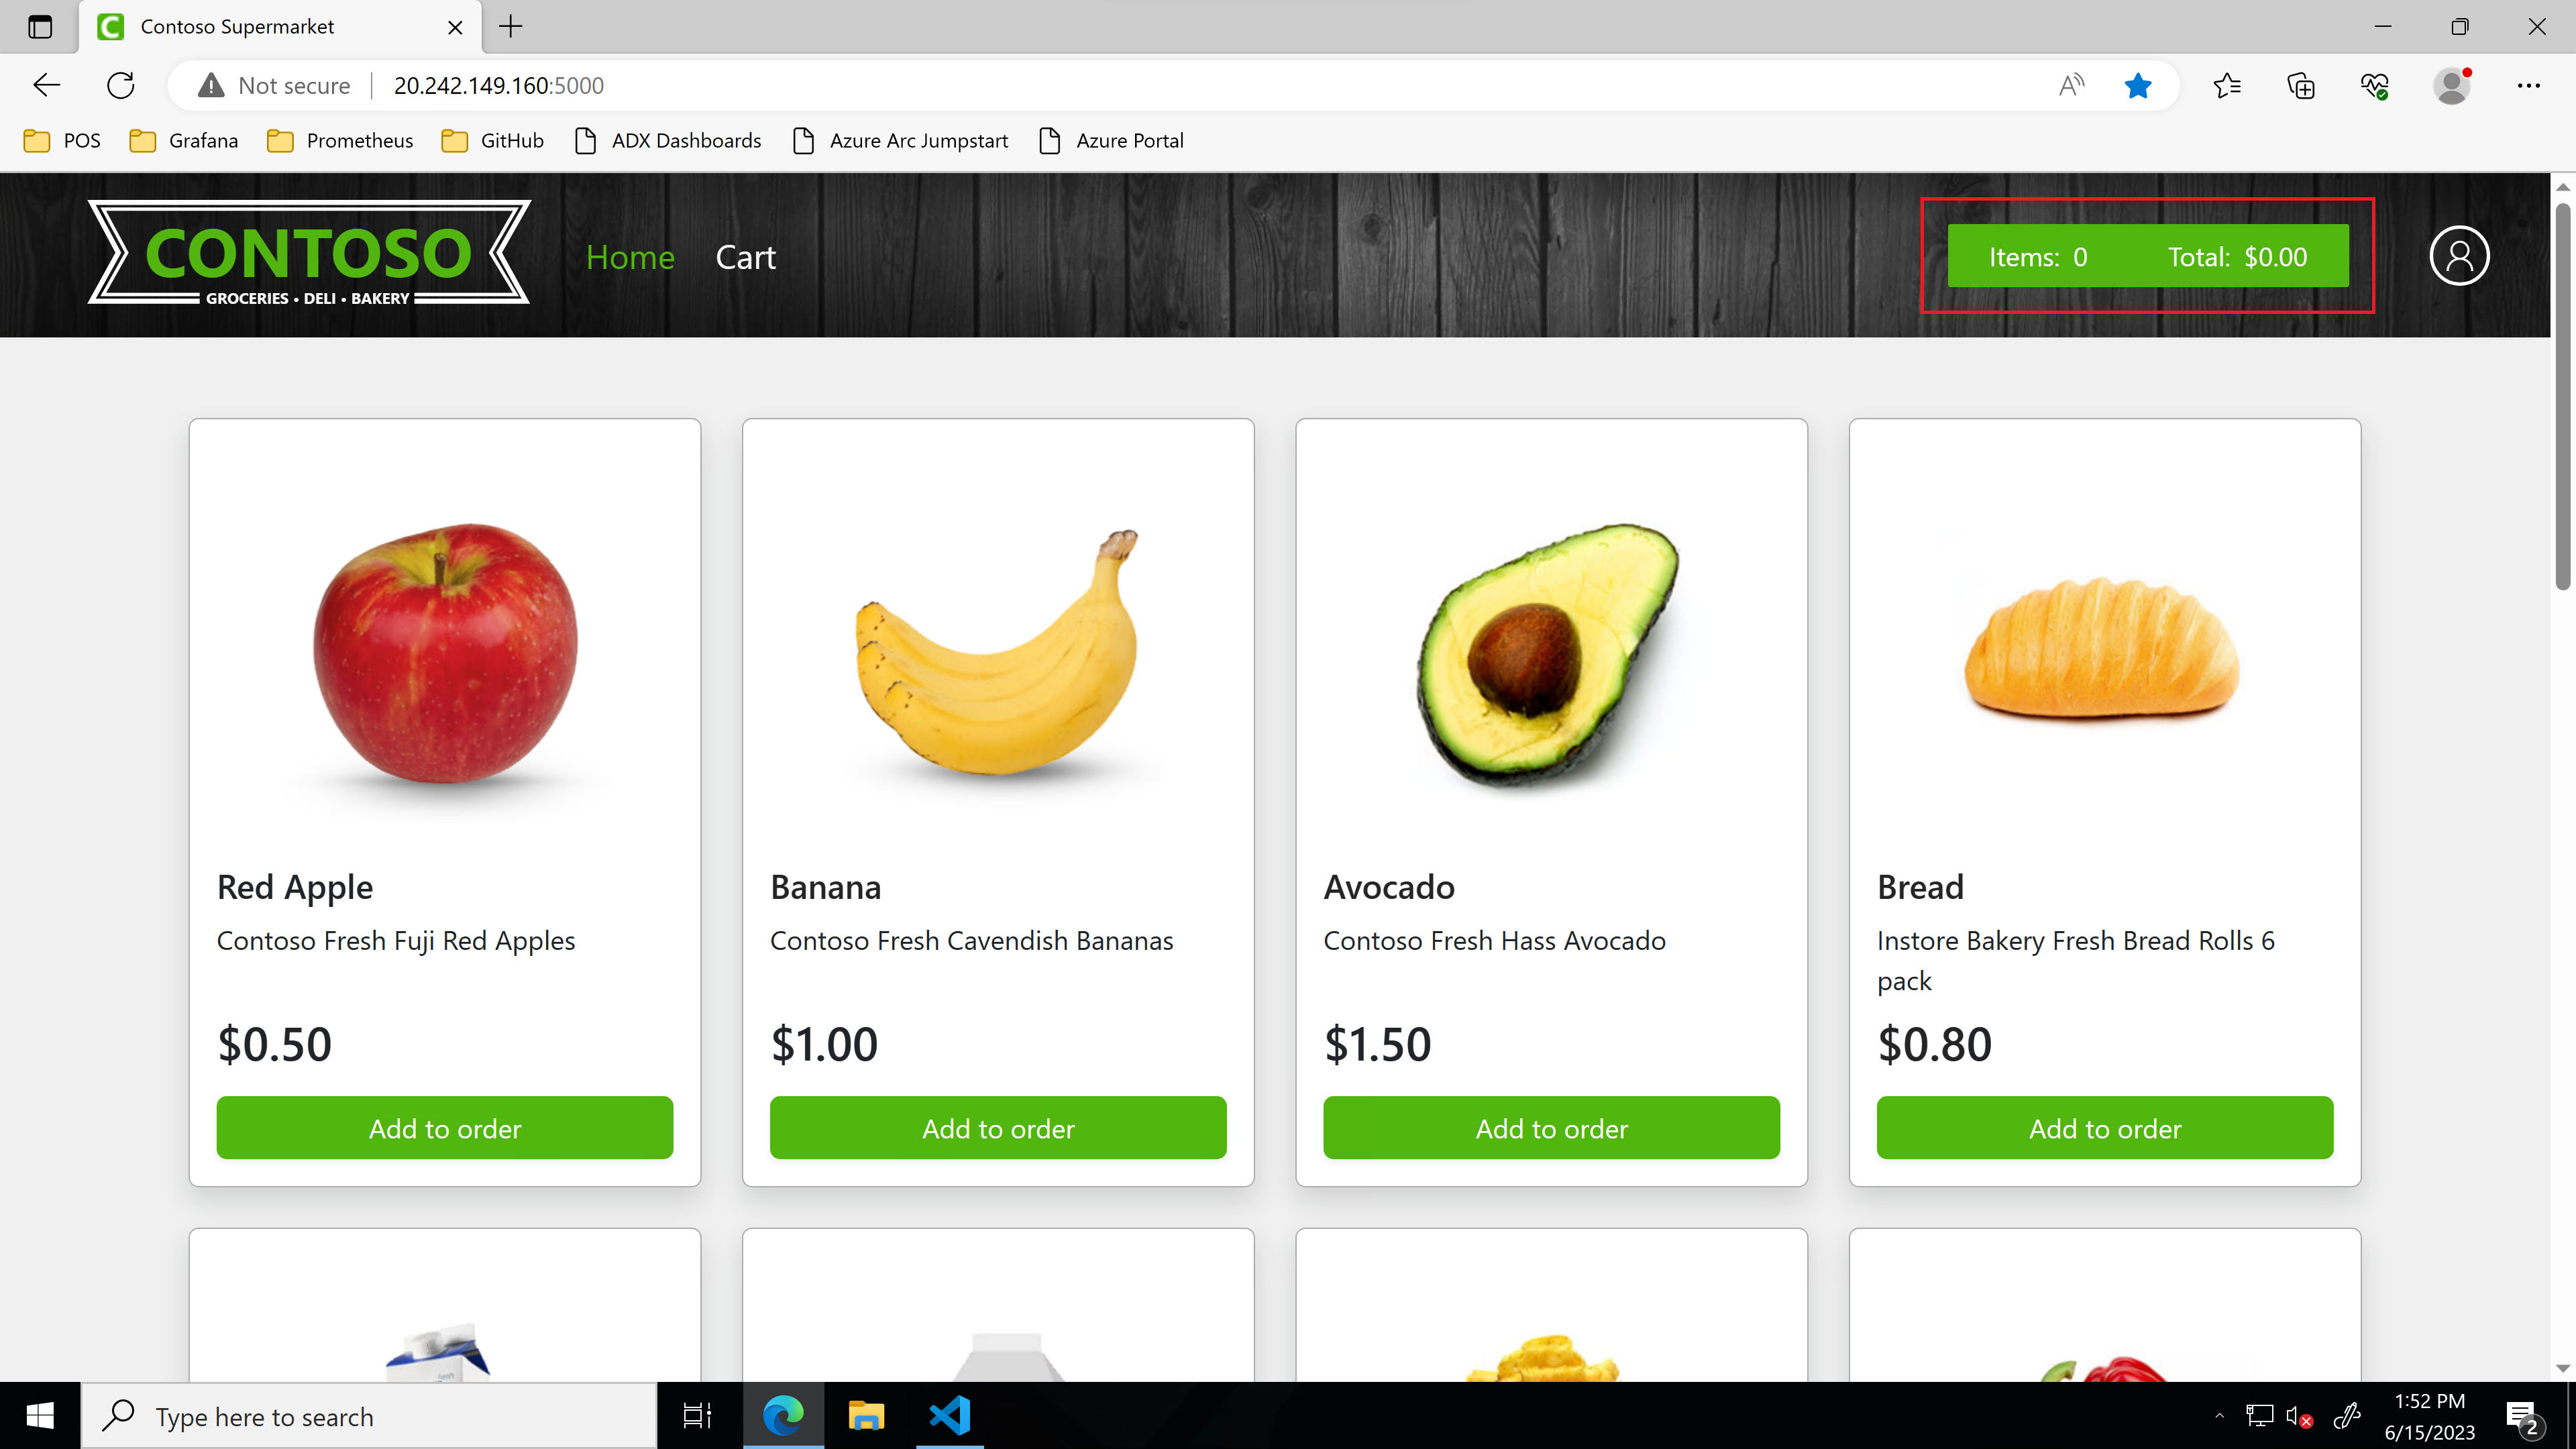 Contoso Supermarket
Not secure
20.242.149.160:5000
POS
Grafana
Prometheus
GitHub
ADX Dashboards
Azure Arc Jumpstart
Azure Portal
CONTOSO
GROCERIES • DELI • BAKERY
Home
Cart
Items: 0
Total: $0.00
Red Apple
Contoso Fresh Fuji Red Apples
$0.50
Add to order
Banana
Contoso Fresh Cavendish Bananas
$1.00
Add to order
Avocado
Contoso Fresh Hass Avocado
$1.50
Add to order
Bread
Instore Bakery Fresh Bread Rolls 6
pack
$0.80
Add to order
Type here to search
1:52 PM
6/15/2023
2